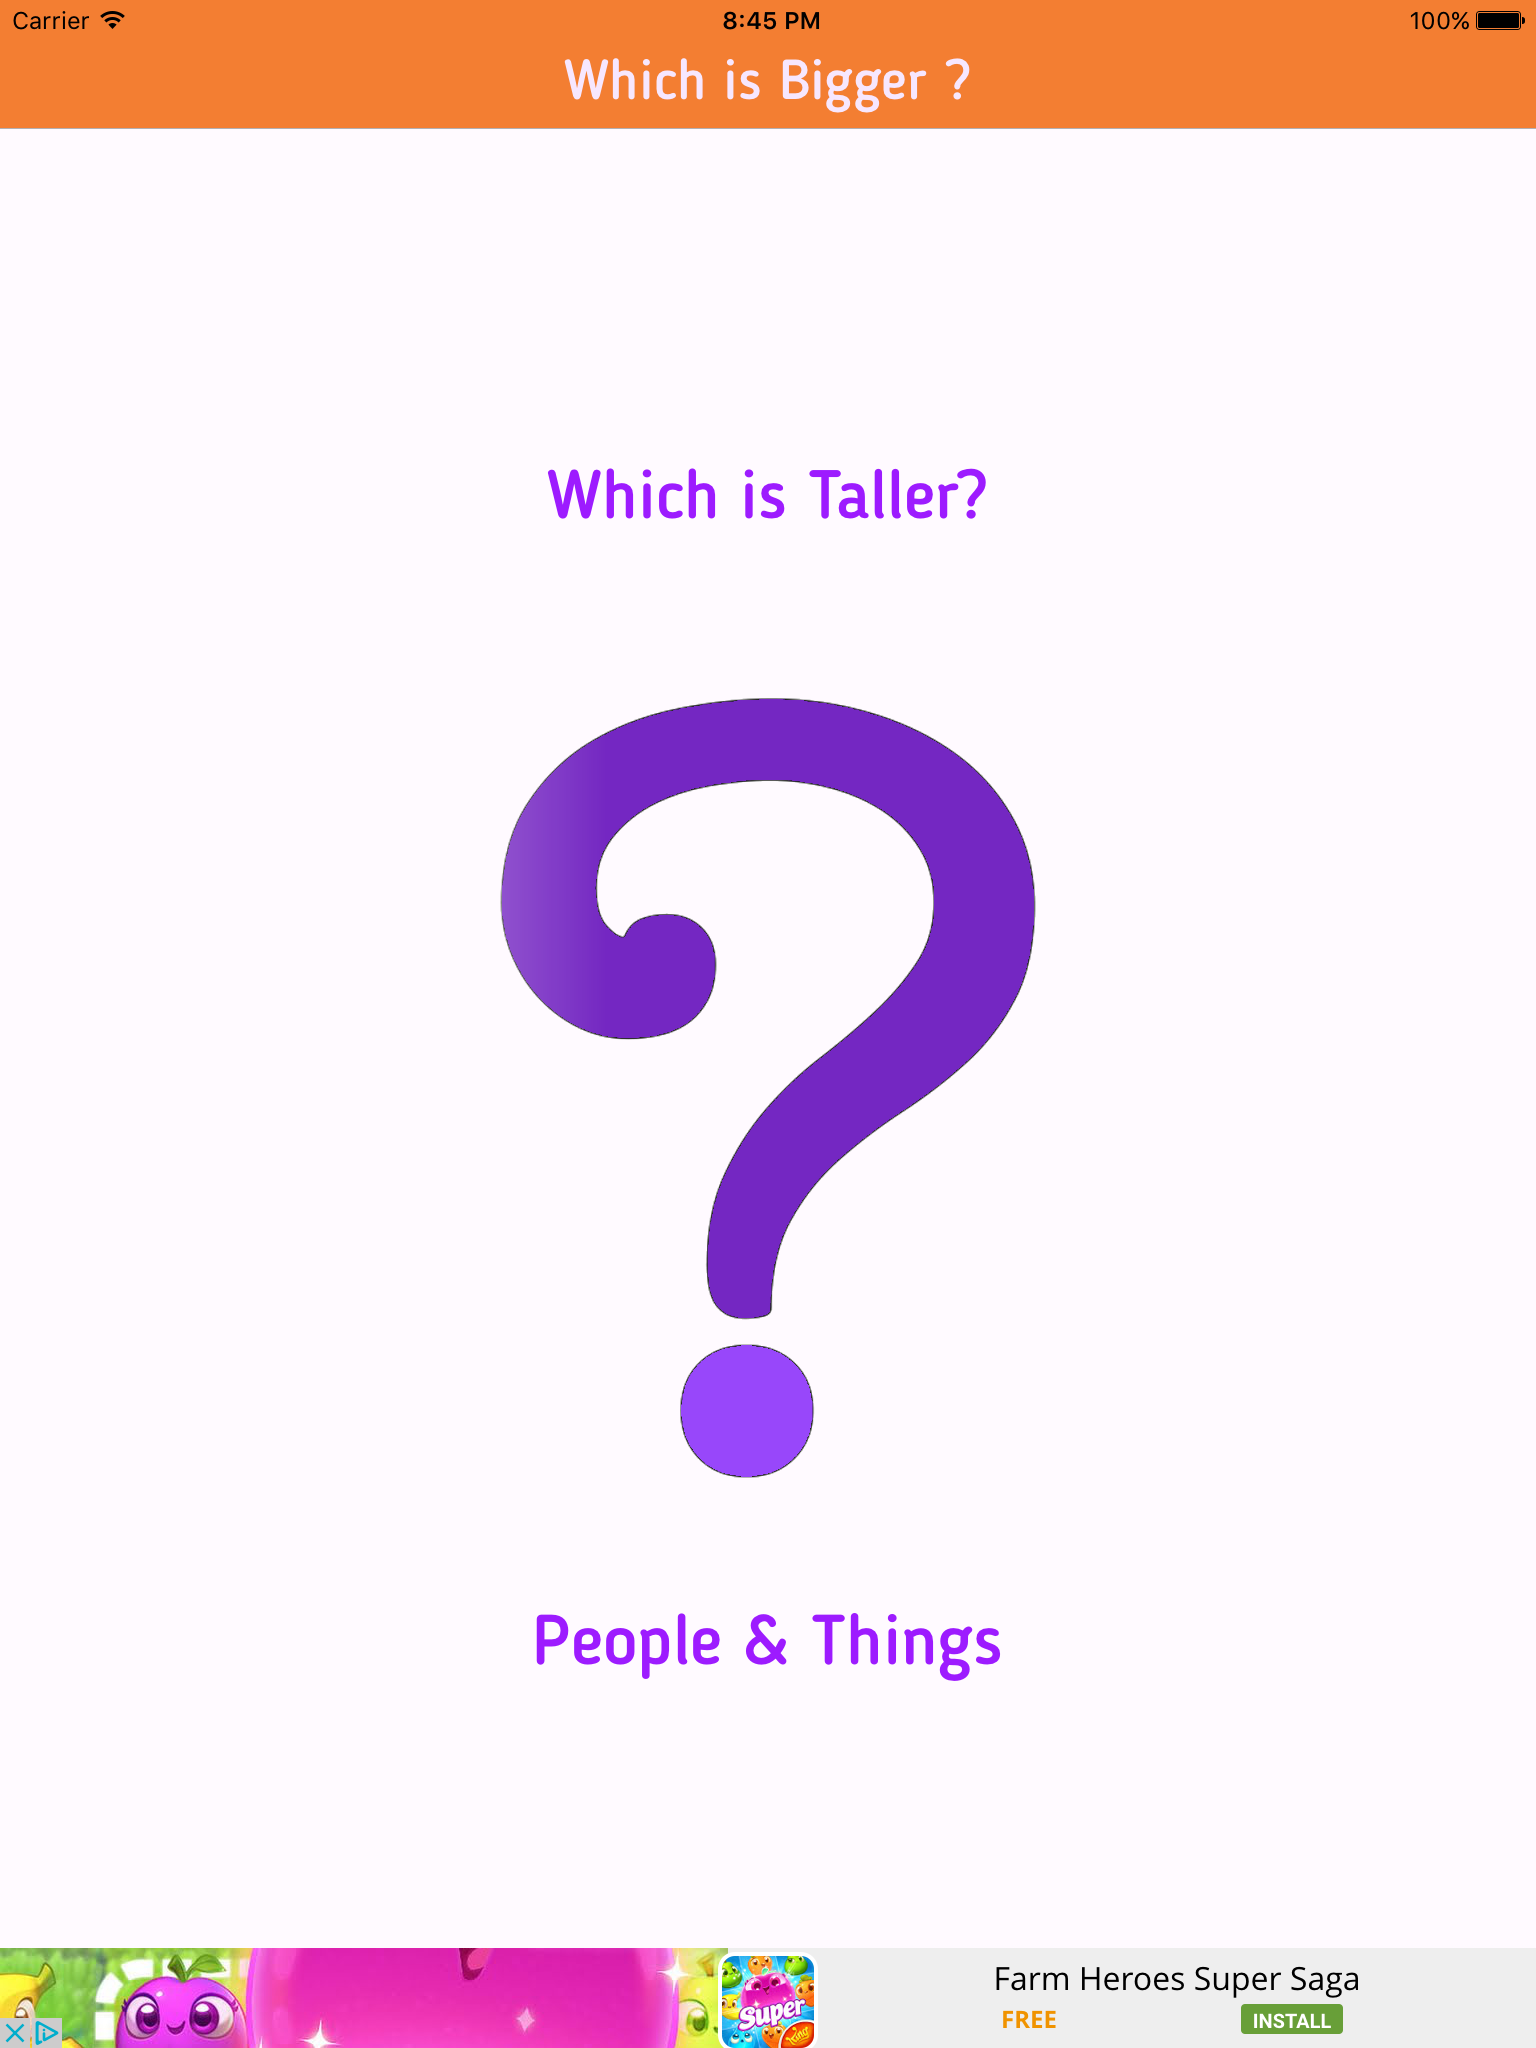 Carrier 8:45 PM 100%
Which is Bigger ?
Which is Taller?
?
People & Things
Super
King
Farm Heroes Super Saga
FREE INSTALL